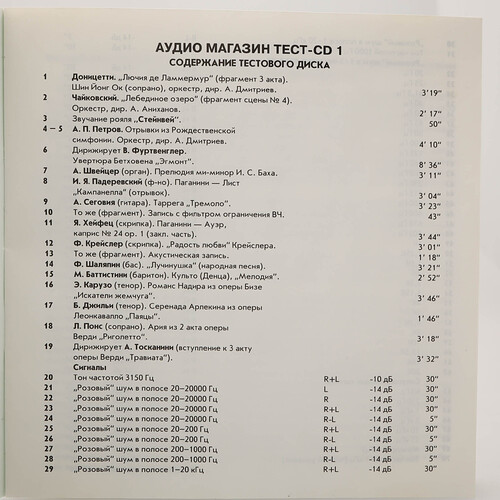 АУДИО МАГАЗИН ТЕСТ-CD 1
СОДЕРЖАНИЕ ТЕСТОВОГО ДИСКА
1 Доницетти. „Лючия де Ламмермур" (фрагмент 3 акта).
Шин Йонг Ок (сопрано), оркестр, дир. А. Дмитриев. 3'19"
2 Чайковский. „Лебединое озеро" (фрагмент сцены № 4).
Оркестр, дир. А. Аниханов. 2' 17"
3 Звучание рояля "Стейнвей". 50"
4 – 5 А. П. Петров. Отрывки из Рождественской
симфонии. Оркестр, дир. А. Дмитриев. 4' 10"
6 Дирижирует В. Фуртвенглер.
Увертюра Бетховена „Эгмонт". 8' 36"
7 А. Швейцер (орган). Прелюдия ми-минор И. С. Баха. 3' 11"
8 И. Я. Падеревский (ф-но). Паганини — Лист
„Кампанелла" (отрывок). 3' 04"
9 А. Сеговия (гитара). Таррега „Тремоло". 3' 23"
10 То же (фрагмент). Запись с фильтром ограничения ВЧ. 43"
11 Я. Хейфец (скрипка). Паганини — Ауэр,
каприс № 24 ор. 1 (закл. часть). 3' 44"
12 Ф. Крейслер (скрипка). „Радость любви" Крейслера. 3' 01"
13 То же (фрагмент). Акустическая запись. 1' 18"
14 Ф. Шаляпин (бас). „Лучинушка" (народная песня). 3' 21"
15 М. Баттистини (баритон). Культо (Денца), „Мелодия". 2' 52"
16 Э. Карузо (тенор). Романс Надира из оперы Бизе
„Искатели жемчуга". 3' 46"
17 Б. Джильи (тенор). Серенада Арлекина из оперы
Леонкавалло „Паяцы". 1' 46"
18 Л. Понс (сопрано). Ария из 2 акта оперы
Верди „Риголетто". 3' 18"
19 Дирижирует А. Тосканини (вступление к 3 акту
оперы Верди „Травиата"). 3' 32"
Сигналы
20 Тон частотой 3150 Гц R+L -10 дБ 30"
21 „Розовый" шум в полосе 20–20000 Гц L -14 дБ 30"
22 „Розовый" шум в полосе 20–20000 Гц R -14 дБ 30"
23 „Розовый" шум в полосе 20–20000 Гц R+L -14 дБ 30"
24 „Розовый" шум в полосе 20–20000 Гц R-L -14 дБ 5"
25 „Розовый" шум в полосе 20–200 Гц R+L -14 дБ 30"
26 „Розовый" шум в полосе 20–200 Гц R-L -14 дБ 5"
27 „Розовый" шум в полосе 200–1000 Гц R+L -14 дБ 30"
28 „Розовый" шум в полосе 200–1000 Гц R-L -14 дБ 5"
29 „Розовый" шум в полосе 1–20 кГц R+L -14 дБ 30"